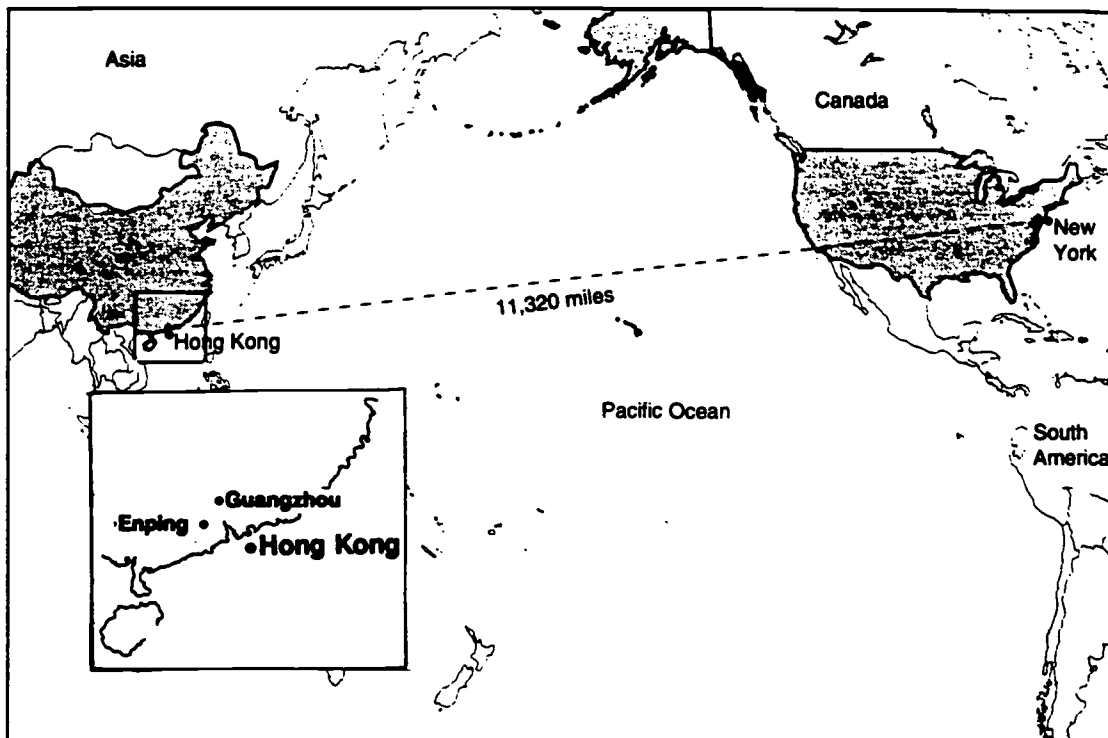 Asia
Canada
New
York
11,320 miles
Hong Kong
Pacific Ocean
South
America
Guangzhou
Enping
Hong Kong